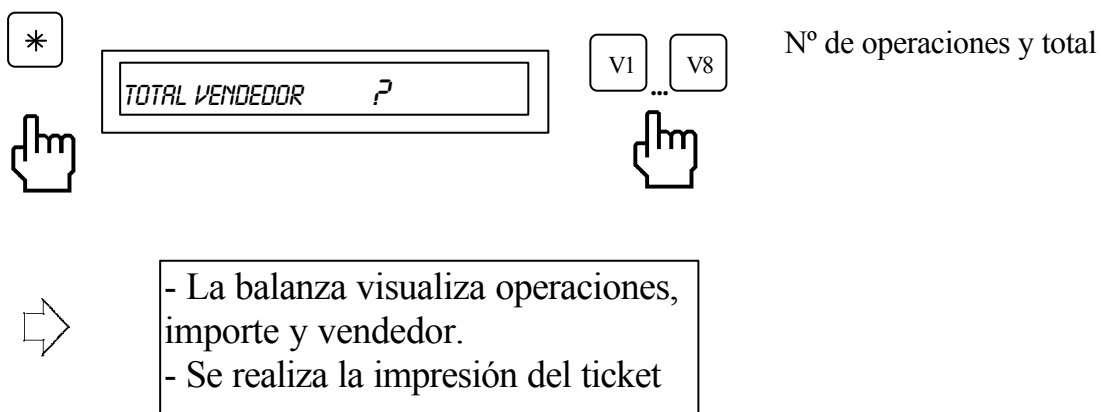 *
TOTAL VENDEDOR ?
V1 ... V8
Nº de operaciones y total
- La balanza visualiza operaciones,
importe y vendedor.
- Se realiza la impresión del ticket